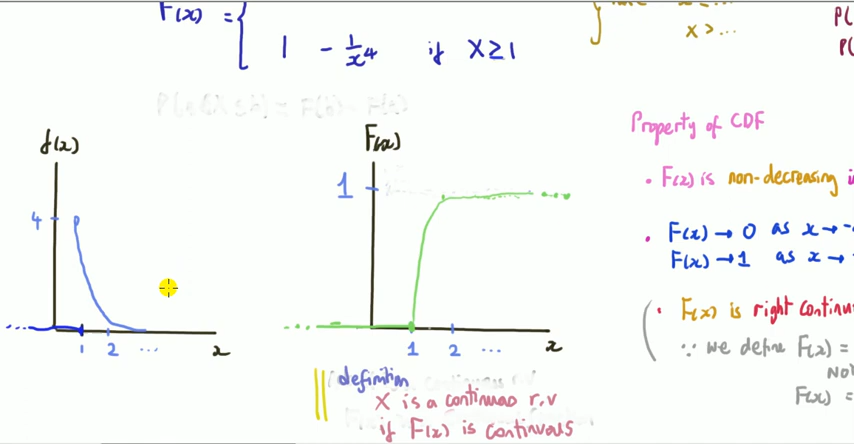 F(x) = {
1 - 1/x⁴ if x ≥ 1
x > ...
P(
P(
P(a ≤ X ≤ b) = F(b) - F(a)
f(x)
4
1 2 ... x
F(x)
1
1 2 ... x
definition
X is a continuous r.v
if F(x) is continuous
Property of CDF
• F(x) is non-decreasing
• F(x) → 0 as x → -
F(x) → 1 as x →
• F(x) is right continu
∵ we define F(x) =
NOT
F(x) =